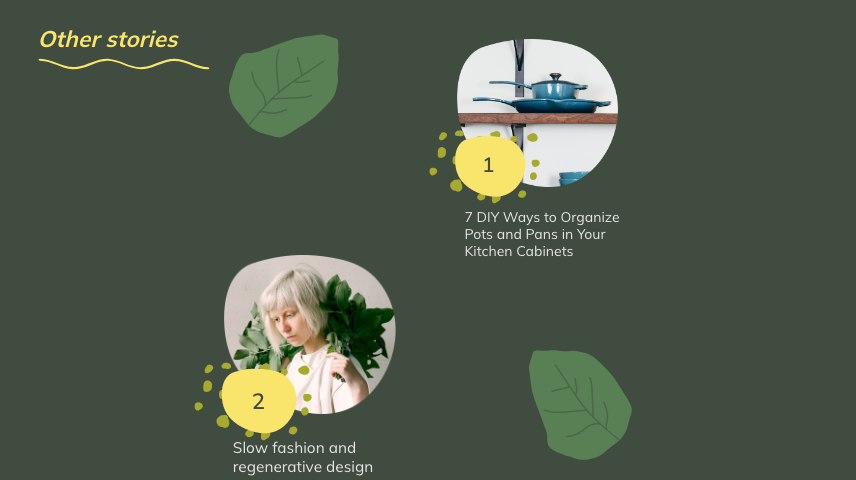 Other stories
1
7 DIY Ways to Organize
Pots and Pans in Your
Kitchen Cabinets
2
Slow fashion and
regenerative design